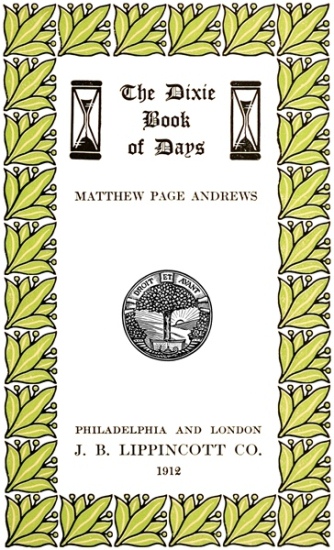 The Dixie
Book
of Days
MATTHEW PAGE ANDREWS
DROIT ET AVANT
PHILADELPHIA AND LONDON
J. B. LIPPINCOTT CO.
1912